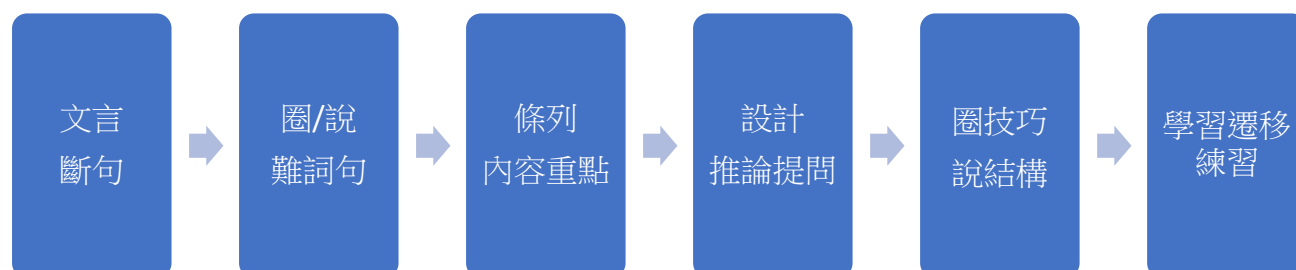 文言
斷句
圈/說
難詞句
條列
內容重點
設計
推論提問
圈技巧
說結構
學習遷移
練習